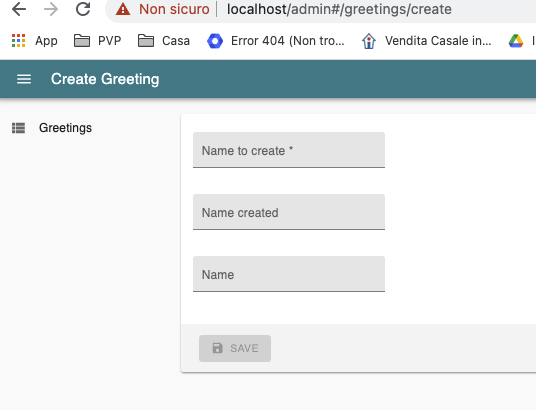 Non sicuro | localhost/admin#/greetings/create
App PVP Casa Error 404 (Non tro... Vendita Casale in...
Create Greeting
Greetings
Name to create *
Name created
Name
SAVE